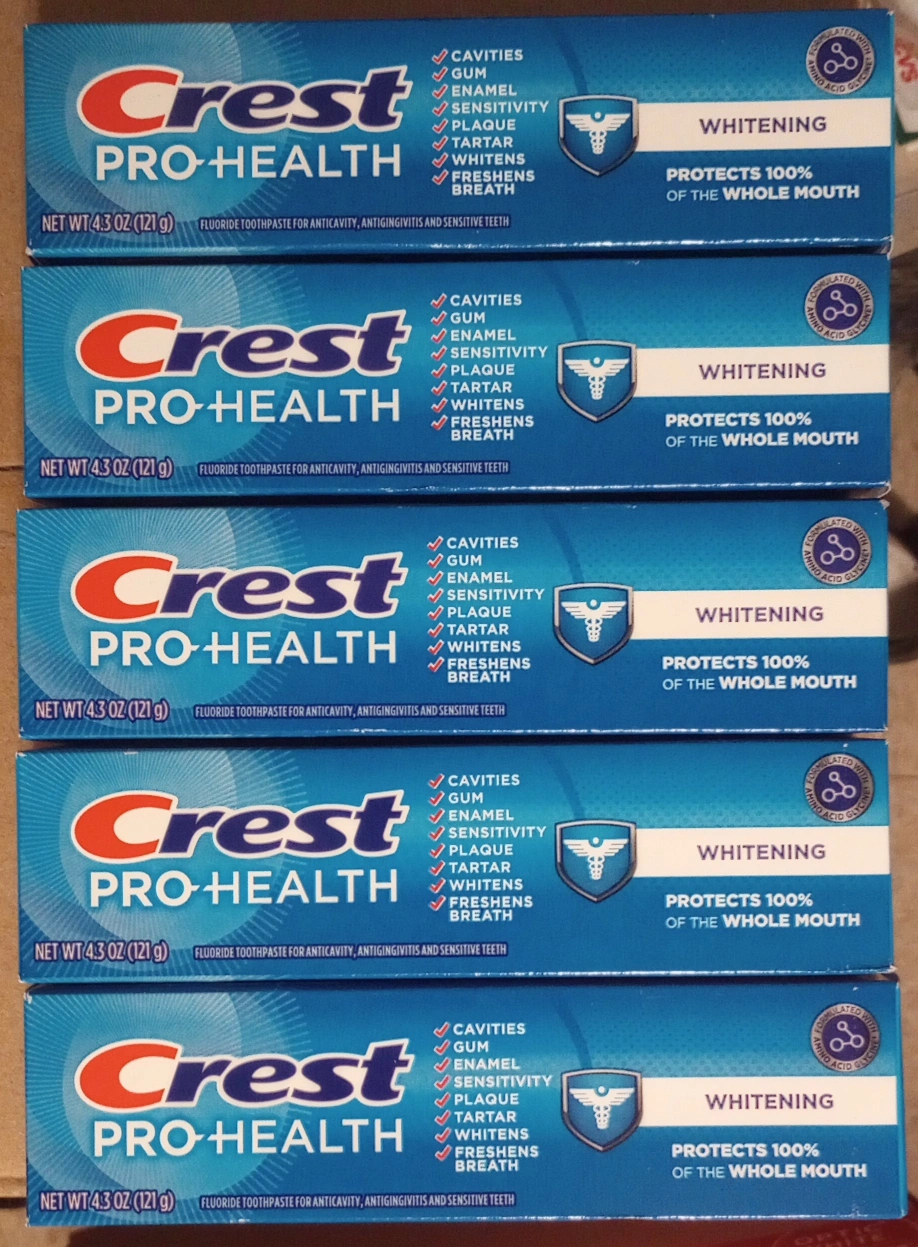 Crest
PRO-HEALTH
NET WT 4.3 OZ (121 g)
FLUORIDE TOOTHPASTE FOR ANTICAVITY, ANTIGINGIVITIS AND SENSITIVE TEETH
CAVITIES
GUM
ENAMEL
SENSITIVITY
PLAQUE
TARTAR
WHITENS
FRESHENS
BREATH
FORMULATED WITH
AMINO ACID GLYCINE
WHITENING
PROTECTS 100%
OF THE WHOLE MOUTH
Crest
PRO-HEALTH
NET WT 4.3 OZ (121 g)
FLUORIDE TOOTHPASTE FOR ANTICAVITY, ANTIGINGIVITIS AND SENSITIVE TEETH
CAVITIES
GUM
ENAMEL
SENSITIVITY
PLAQUE
TARTAR
WHITENS
FRESHENS
BREATH
FORMULATED WITH
AMINO ACID GLYCINE
WHITENING
PROTECTS 100%
OF THE WHOLE MOUTH
Crest
PRO-HEALTH
NET WT 4.3 OZ (121 g)
FLUORIDE TOOTHPASTE FOR ANTICAVITY, ANTIGINGIVITIS AND SENSITIVE TEETH
CAVITIES
GUM
ENAMEL
SENSITIVITY
PLAQUE
TARTAR
WHITENS
FRESHENS
BREATH
FORMULATED WITH
AMINO ACID GLYCINE
WHITENING
PROTECTS 100%
OF THE WHOLE MOUTH
Crest
PRO-HEALTH
NET WT 4.3 OZ (121 g)
FLUORIDE TOOTHPASTE FOR ANTICAVITY, ANTIGINGIVITIS AND SENSITIVE TEETH
CAVITIES
GUM
ENAMEL
SENSITIVITY
PLAQUE
TARTAR
WHITENS
FRESHENS
BREATH
FORMULATED WITH
AMINO ACID GLYCINE
WHITENING
PROTECTS 100%
OF THE WHOLE MOUTH
Crest
PRO-HEALTH
NET WT 4.3 OZ (121 g)
FLUORIDE TOOTHPASTE FOR ANTICAVITY, ANTIGINGIVITIS AND SENSITIVE TEETH
CAVITIES
GUM
ENAMEL
SENSITIVITY
PLAQUE
TARTAR
WHITENS
FRESHENS
BREATH
FORMULATED WITH
AMINO ACID GLYCINE
WHITENING
PROTECTS 100%
OF THE WHOLE MOUTH